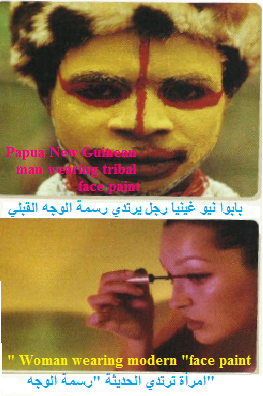 Papua New Guinean
man wearing tribal
face paint
بابوا نيو غينيا رجل يرتدي رسمة الوجه القبلي
" Woman wearing modern "face paint
"امرأة ترتدي الحديثة "رسمة الوجه